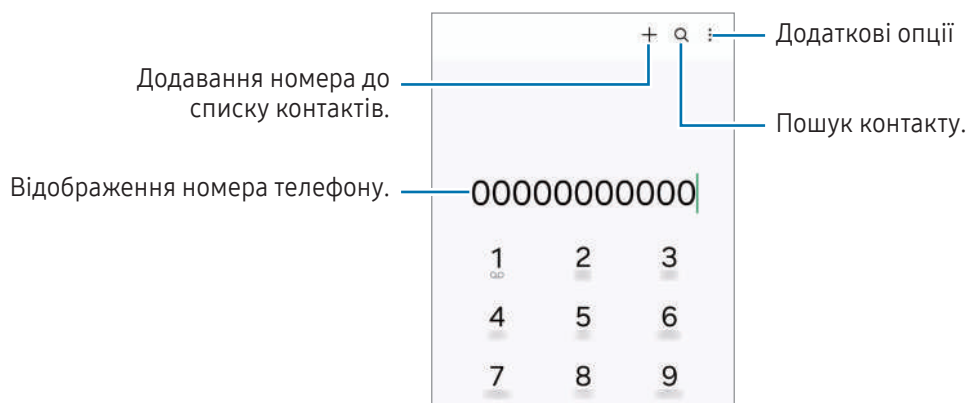 Додаткові опції
Додавання номера до
списку контактів.
Пошук контакту.
Відображення номера телефону.
00000000000
1 2 3
4 5 6
7 8 9